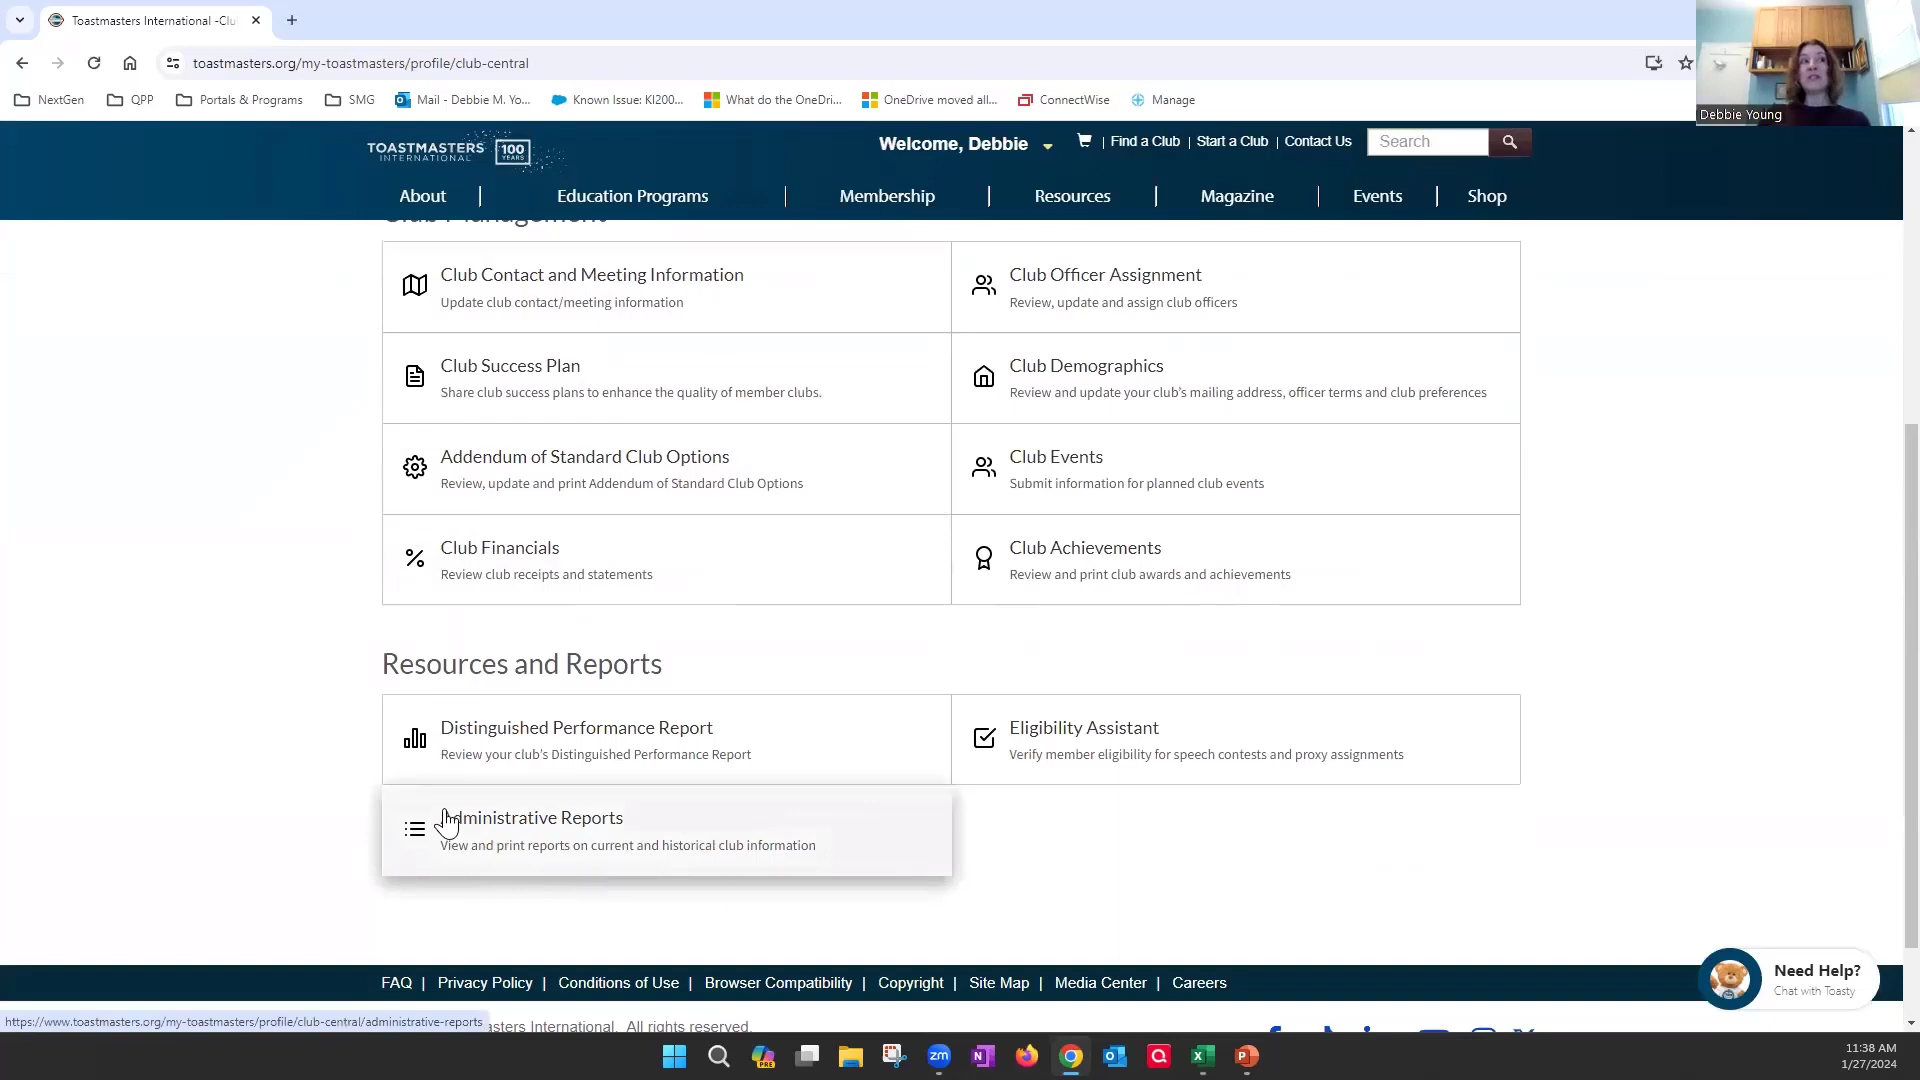 Toastmasters International -Clu
toastmasters.org/my-toastmasters/profile/club-central
NextGen
QPP
Portals & Programs
SMG
Mail - Debbie M. Yo...
Known Issue: KI200...
What do the OneDri...
OneDrive moved all...
ConnectWise
Manage
Debbie Young
TOASTMASTERS
INTERNATIONAL
100
YEARS
Welcome, Debbie
| Find a Club | Start a Club | Contact Us
Search
About
Education Programs
Membership
Resources
Magazine
Events
Shop
Club Management
Club Contact and Meeting Information
Update club contact/meeting information
Club Officer Assignment
Review, update and assign club officers
Club Success Plan
Share club success plans to enhance the quality of member clubs.
Club Demographics
Review and update your club's mailing address, officer terms and club preferences
Addendum of Standard Club Options
Review, update and print Addendum of Standard Club Options
Club Events
Submit information for planned club events
Club Financials
Review club receipts and statements
Club Achievements
Review and print club awards and achievements
Resources and Reports
Distinguished Performance Report
Review your club's Distinguished Performance Report
Eligibility Assistant
Verify member eligibility for speech contests and proxy assignments
Administrative Reports
View and print reports on current and historical club information
Need Help?
Chat with Toasty
FAQ | Privacy Policy | Conditions of Use | Browser Compatibility | Copyright | Site Map | Media Center | Careers
https://www.toastmasters.org/my-toastmasters/profile/club-central/administrative-reports
asters International. All rights reserved.
PRE
zm
N
X
P
11:38 AM
1/27/2024